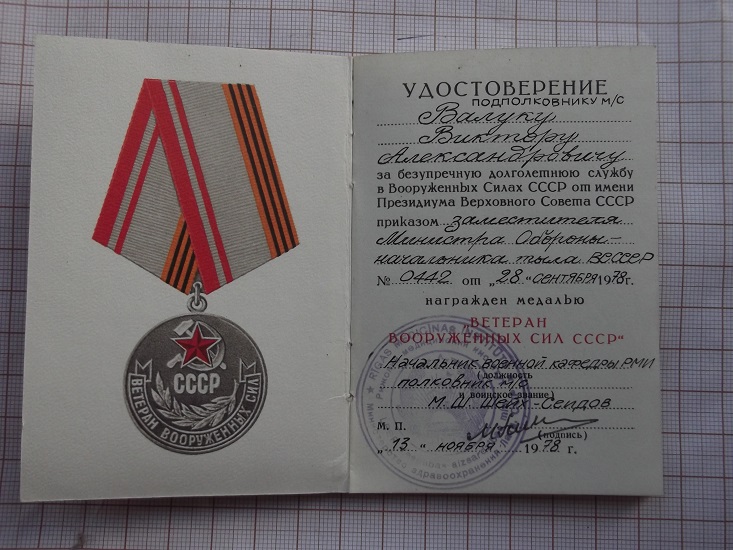 СССР
ВЕТЕРАН ВООРУЖЕННЫХ СИЛ
УДОСТОВЕРЕНИЕ
ПОДПОЛКОВНИКУ М/С
Валуку
Виктору
Александровичу
за безупречную долголетнюю службу
в Вооруженных Силах СССР от имени
Президиума Верховного Совета СССР
приказом заместителя
Министра Обороны-
начальника тыла ВС СССР
№ 0442 от „28“ СЕНТЯБРЯ 1978 г.
награжден медалью
„ВЕТЕРАН
ВООРУЖЕННЫХ СИЛ СССР“
Начальник военной кафедры РМИ
(должность
полковник м/с
и воинское звание)
М.Ш. Шейх-Сеидов
М. П.
(подпись)
„13“ ноября 1978 г.